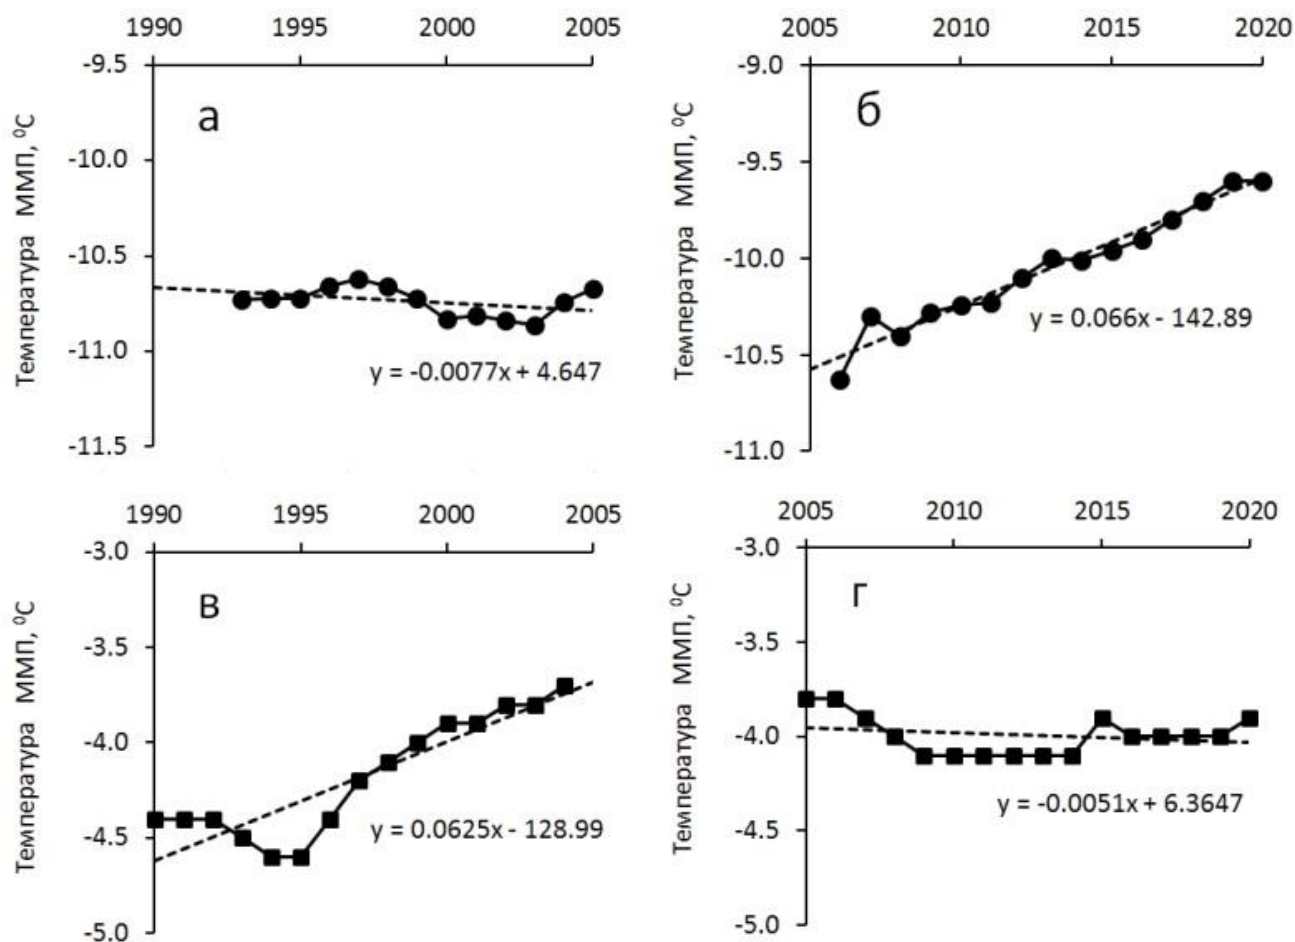 1990 1995 2000 2005
-9.5
-10.0
-10.5
-11.0
-11.5
Температура ММП, ⁰С
а
y = -0.0077x + 4.647
2005 2010 2015 2020
-9.0
-9.5
-10.0
-10.5
-11.0
Температура ММП, ⁰С
б
y = 0.066x - 142.89
1990 1995 2000 2005
-3.0
-3.5
-4.0
-4.5
-5.0
Температура ММП, ⁰С
в
y = 0.0625x - 128.99
2005 2010 2015 2020
-3.0
-3.5
-4.0
-4.5
-5.0
Температура ММП, ⁰С
г
y = -0.0051x + 6.3647